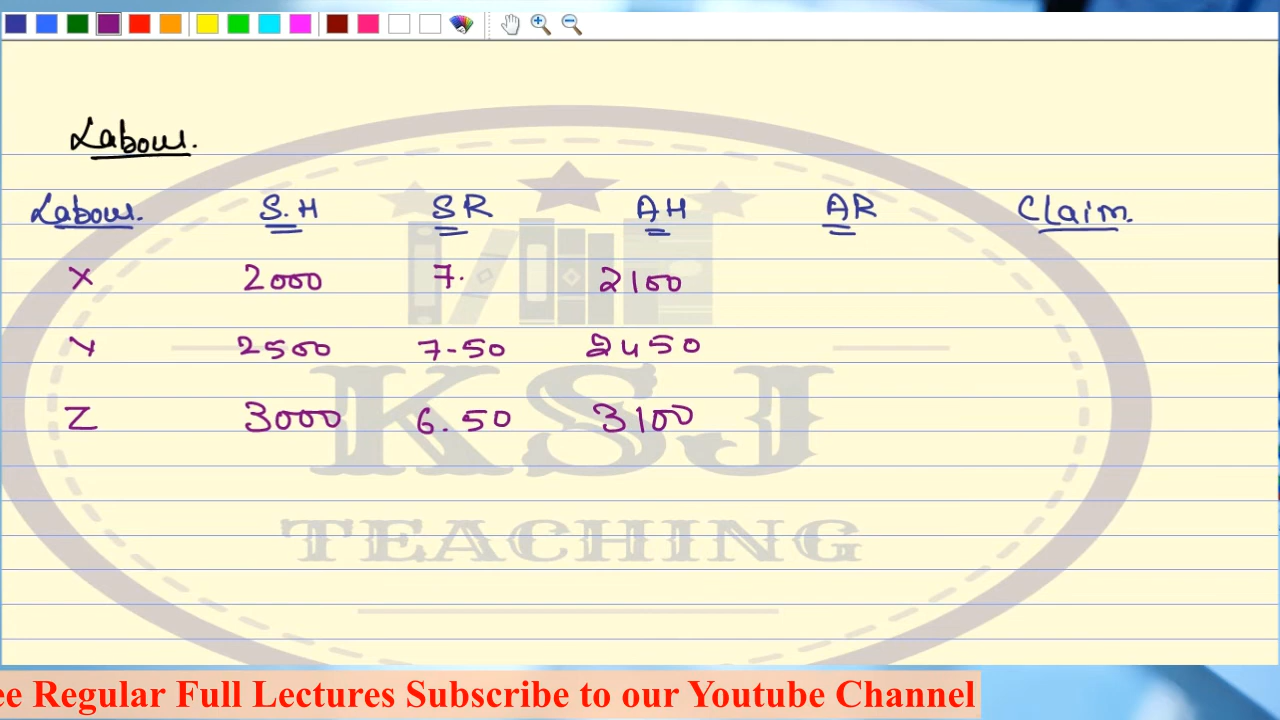 Labour.
Labour. S.H SR AH AR Claim.
X 2000 7. 2100
Y 2500 7-50 2450
Z 3000 6.50 3100
KSJ
TEACHING
ee Regular Full Lectures Subscribe to our Youtube Channel